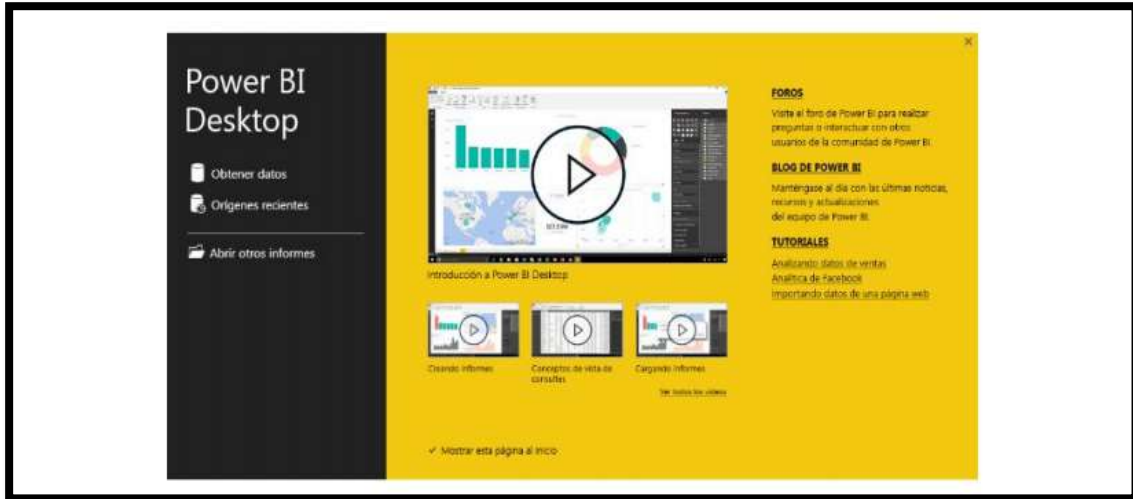 Power BI
Desktop
Obtener datos
Orígenes recientes
Abrir otros informes
Introducción a Power BI Desktop
Creando informes
Conceptos de vista de
consultas
Cargando informes
Ver todos los vídeos
✓ Mostrar esta página al inicio
FOROS
Visite el foro de Power BI para realizar
preguntas o interactuar con otros
usuarios de la comunidad de Power BI.
BLOG DE POWER BI
Manténgase al día con las últimas noticias,
recursos y actualizaciones
del equipo de Power BI.
TUTORIALES
Analizando datos de ventas
Analítica de Facebook
Importando datos de una página web